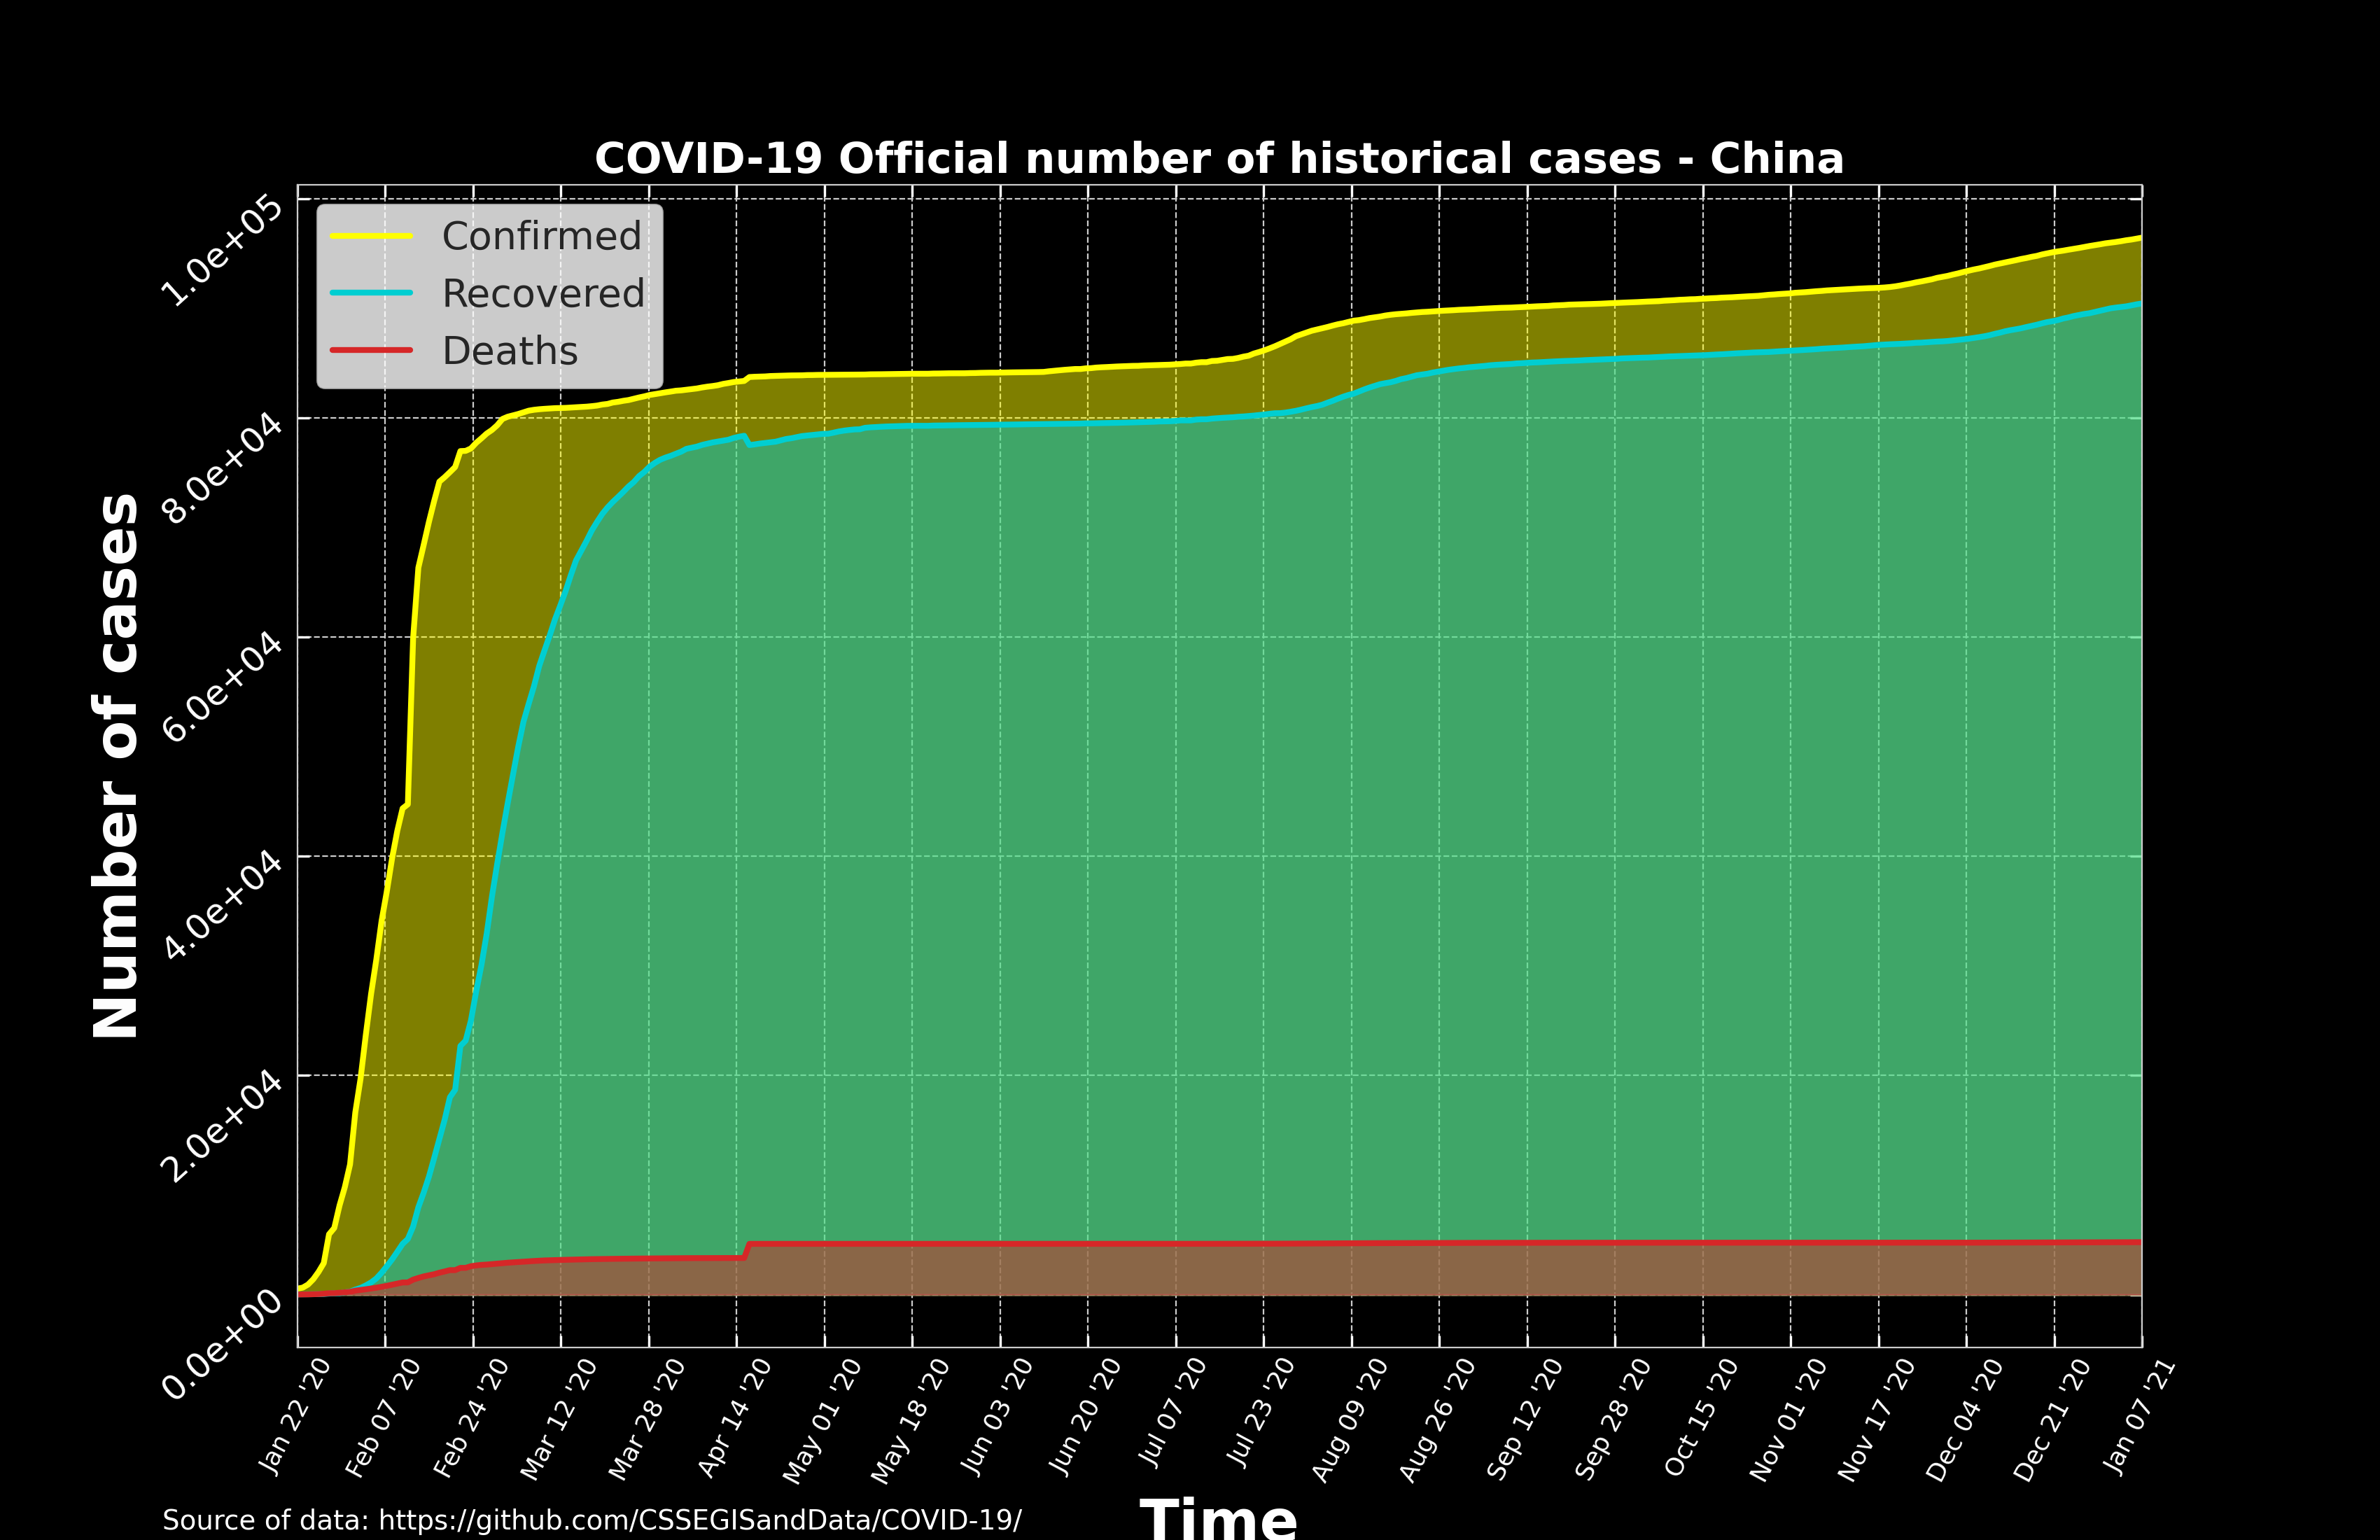 COVID-19 Official number of historical cases - China
Confirmed
Recovered
Deaths
Number of cases
1.0e+05
8.0e+04
6.0e+04
4.0e+04
2.0e+04
0.0e+00
Jan 22 '20
Feb 07 '20
Feb 24 '20
Mar 12 '20
Mar 28 '20
Apr 14 '20
May 01 '20
May 18 '20
Jun 03 '20
Jun 20 '20
Jul 07 '20
Jul 23 '20
Aug 09 '20
Aug 26 '20
Sep 12 '20
Sep 28 '20
Oct 15 '20
Nov 01 '20
Nov 17 '20
Dec 04 '20
Dec 21 '20
Jan 07 '21
Time
Source of data: https://github.com/CSSEGISandData/COVID-19/